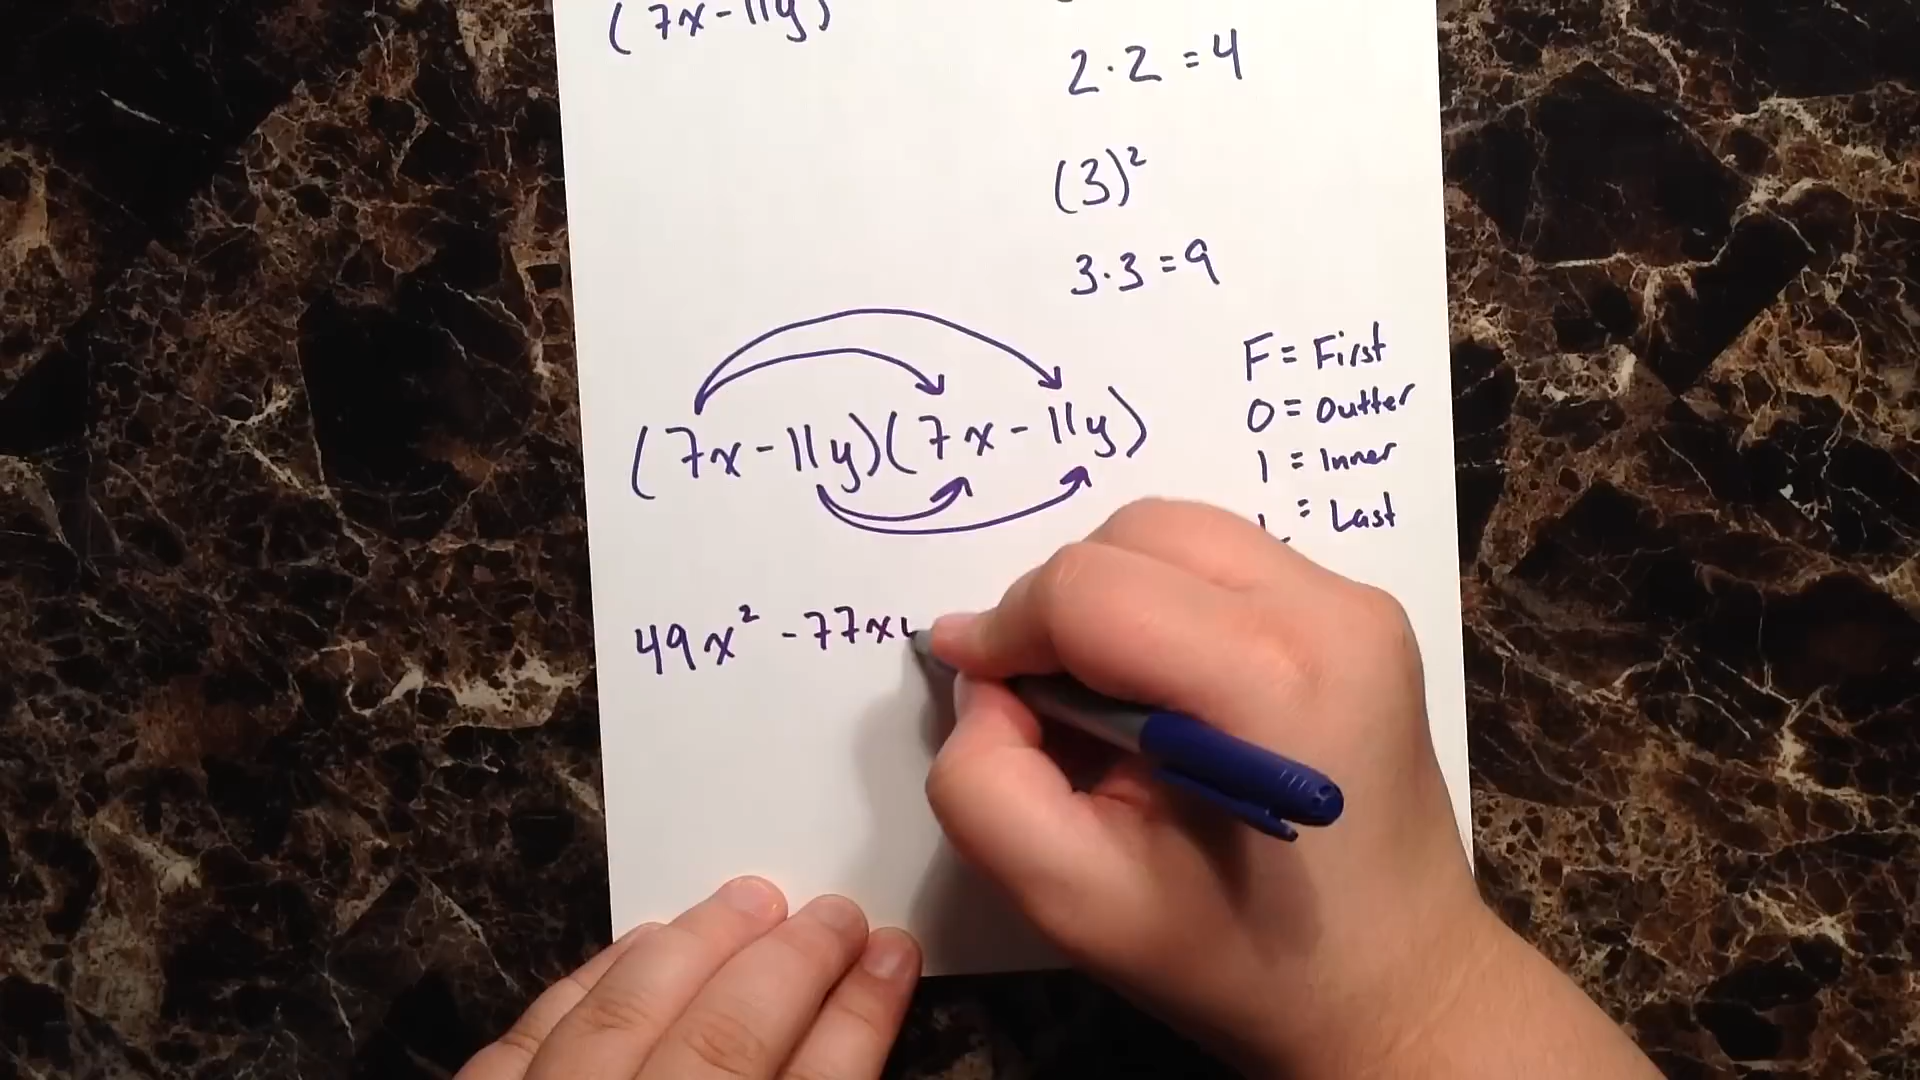 (7x-11y)
2·2=4
(3)²
3·3=9
(7x-11y)(7x-11y)
F = First
O = Outter
I = Inner
L = Last
49x² -77xy